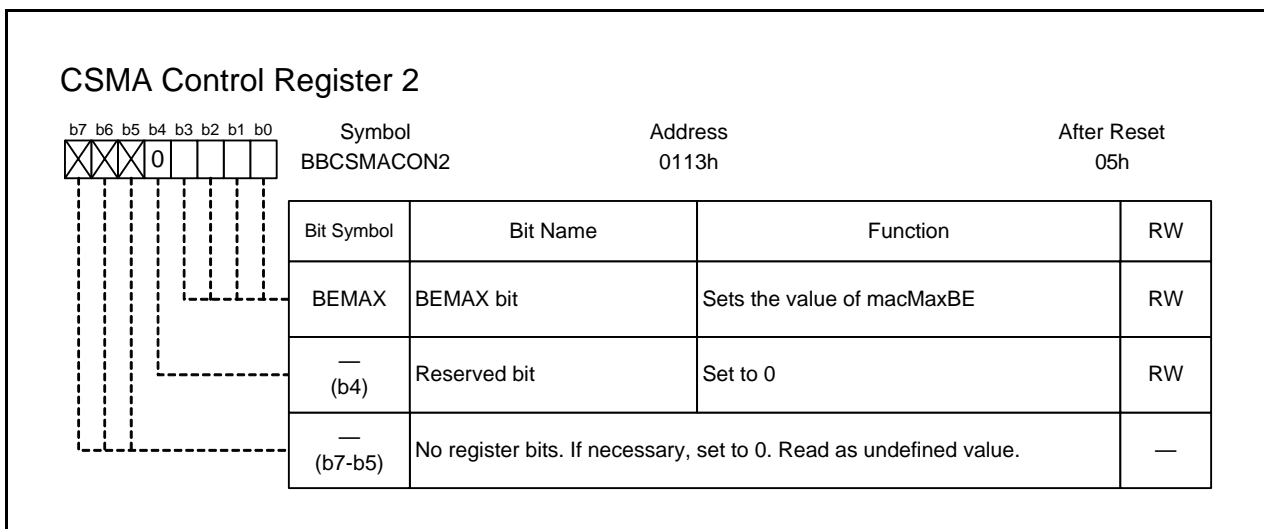 CSMA Control Register 2
b7 b6 b5 b4 b3 b2 b1 b0
Symbol Address After Reset
0
BBCSMACON2 0113h 05h
Bit Symbol Bit Name Function RW
BEMAX BEMAX bit Sets the value of macMaxBE RW
—
(b4) Reserved bit Set to 0 RW
—
(b7-b5) No register bits. If necessary, set to 0. Read as undefined value. —